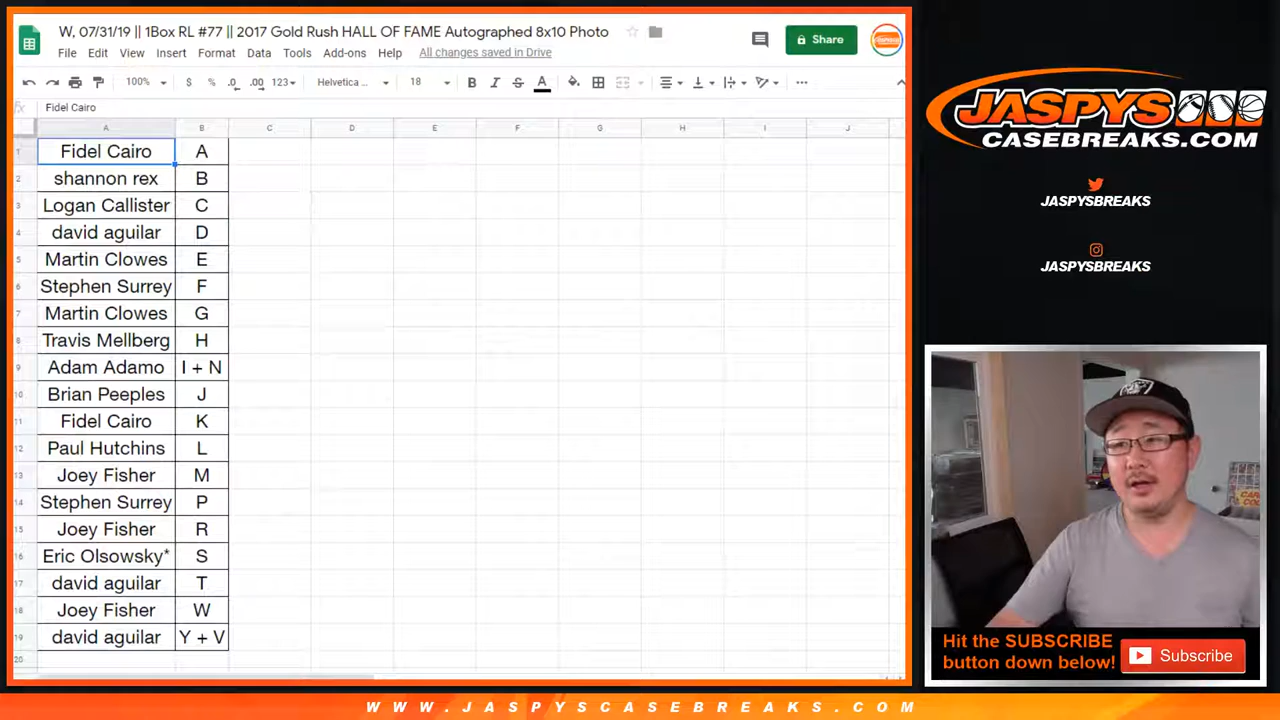 W, 07/31/19 || 1Box RL #77 || 2017 Gold Rush HALL OF FAME Autographed 8x10 Photo
File Edit View Insert Format Data Tools Add-ons Help All changes saved in Drive
Share
100% $ % .0 .00 123 Helvetica ... 18 B I S A
fx Fidel Cairo
A B C D E F G H I J
1 Fidel Cairo A
2 shannon rex B
3 Logan Callister C
4 david aguilar D
5 Martin Clowes E
6 Stephen Surrey F
7 Martin Clowes G
8 Travis Mellberg H
9 Adam Adamo I + N
10 Brian Peeples J
11 Fidel Cairo K
12 Paul Hutchins L
13 Joey Fisher M
14 Stephen Surrey P
15 Joey Fisher R
16 Eric Olsowsky* S
17 david aguilar T
18 Joey Fisher W
19 david aguilar Y + V
20
JASPYS
CASEBREAKS.COM
JASPYSBREAKS
JASPYSBREAKS
Hit the SUBSCRIBE
button down below!
Subscribe
WWW.JASPYSCASEBREAKS.COM